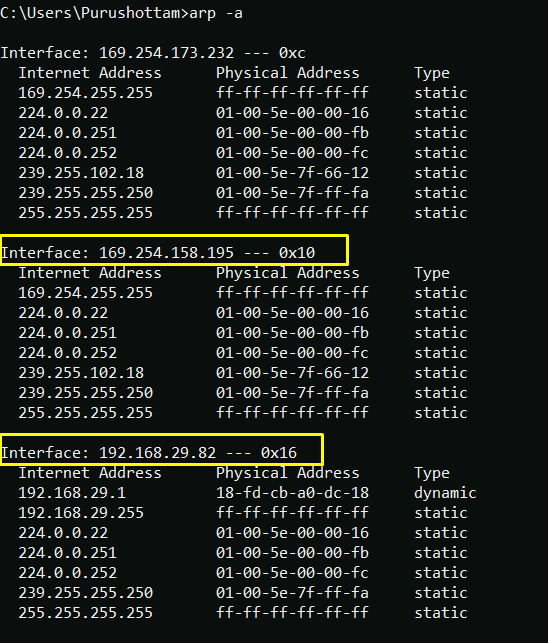 C:\Users\Purushottam>arp -a
Interface: 169.254.173.232 --- 0xc
Internet Address Physical Address Type
169.254.255.255 ff-ff-ff-ff-ff-ff static
224.0.0.22 01-00-5e-00-00-16 static
224.0.0.251 01-00-5e-00-00-fb static
224.0.0.252 01-00-5e-00-00-fc static
239.255.102.18 01-00-5e-7f-66-12 static
239.255.255.250 01-00-5e-7f-ff-fa static
255.255.255.255 ff-ff-ff-ff-ff-ff static
Interface: 169.254.158.195 --- 0x10
Internet Address Physical Address Type
169.254.255.255 ff-ff-ff-ff-ff-ff static
224.0.0.22 01-00-5e-00-00-16 static
224.0.0.251 01-00-5e-00-00-fb static
224.0.0.252 01-00-5e-00-00-fc static
239.255.102.18 01-00-5e-7f-66-12 static
239.255.255.250 01-00-5e-7f-ff-fa static
255.255.255.255 ff-ff-ff-ff-ff-ff static
Interface: 192.168.29.82 --- 0x16
Internet Address Physical Address Type
192.168.29.1 18-fd-cb-a0-dc-18 dynamic
192.168.29.255 ff-ff-ff-ff-ff-ff static
224.0.0.22 01-00-5e-00-00-16 static
224.0.0.251 01-00-5e-00-00-fb static
224.0.0.252 01-00-5e-00-00-fc static
239.255.255.250 01-00-5e-7f-ff-fa static
255.255.255.255 ff-ff-ff-ff-ff-ff static